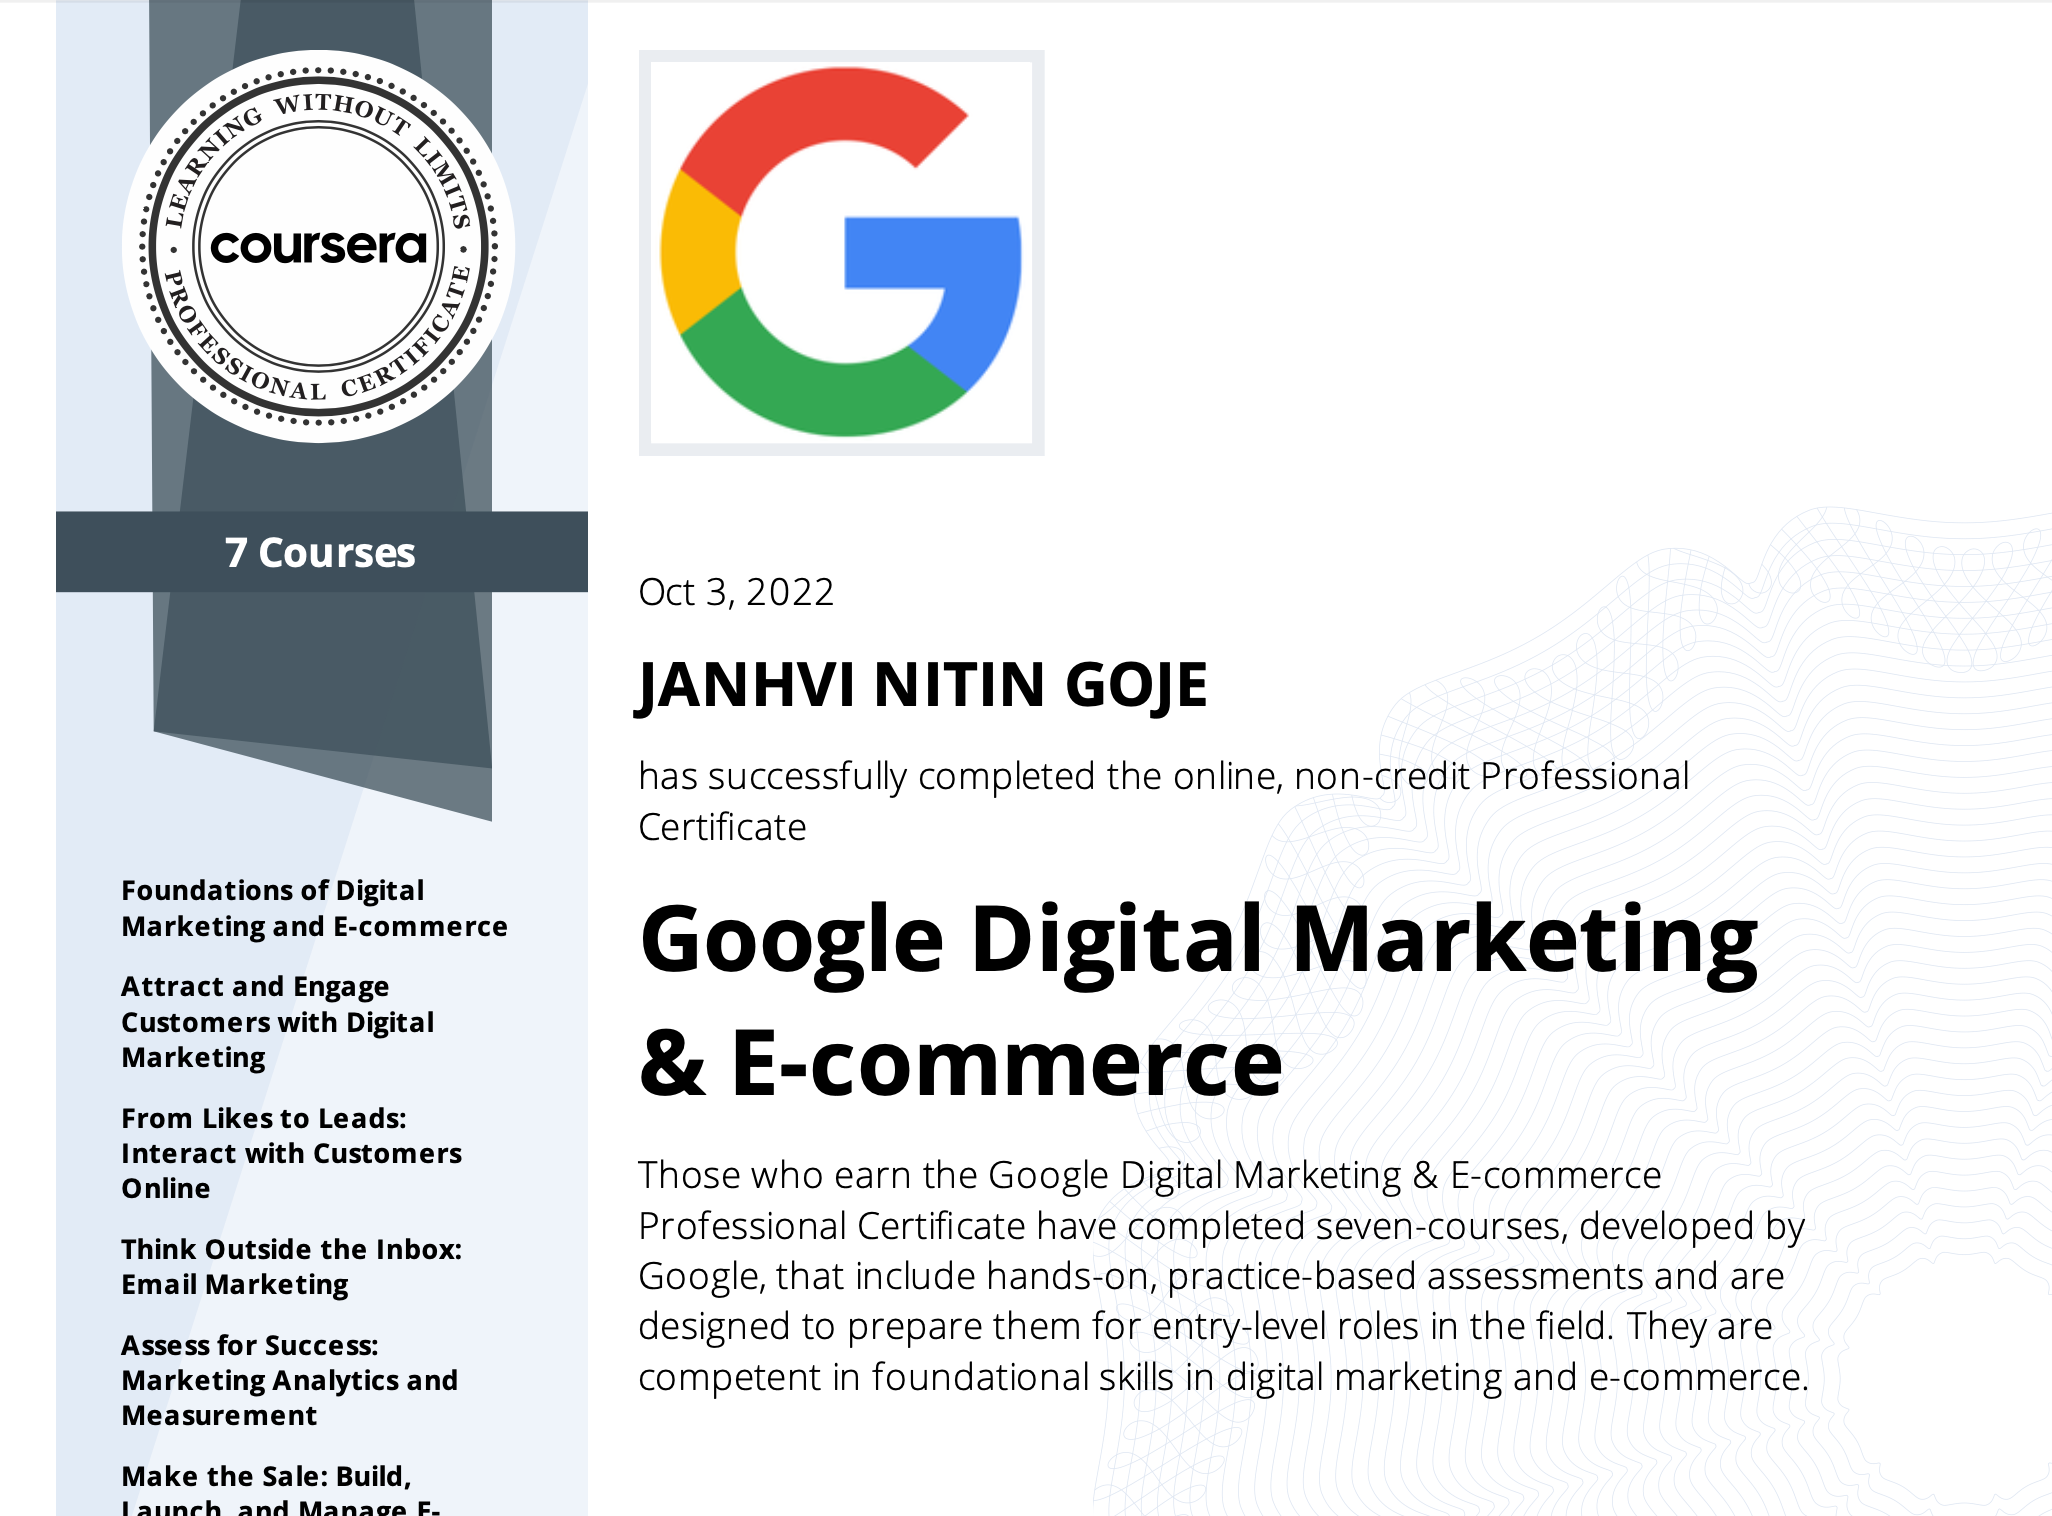 LEARNING WITHOUT LIMITS
coursera
PROFESSIONAL CERTIFICATE
7 Courses
Foundations of Digital
Marketing and E-commerce
Attract and Engage
Customers with Digital
Marketing
From Likes to Leads:
Interact with Customers
Online
Think Outside the Inbox:
Email Marketing
Assess for Success:
Marketing Analytics and
Measurement
Make the Sale: Build,
Launch, and Manage E-
G
Oct 3, 2022
JANHVI NITIN GOJE
has successfully completed the online, non-credit Professional
Certificate
Google Digital Marketing
& E-commerce
Those who earn the Google Digital Marketing & E-commerce
Professional Certificate have completed seven-courses, developed by
Google, that include hands-on, practice-based assessments and are
designed to prepare them for entry-level roles in the field. They are
competent in foundational skills in digital marketing and e-commerce.